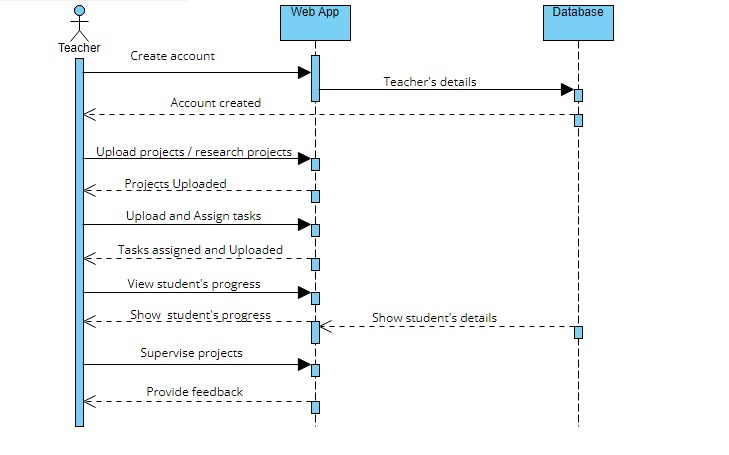 Web App
Database
Teacher
Create account
Teacher's details
Account created
Upload projects / research projects
Projects Uploaded
Upload and Assign tasks
Tasks assigned and Uploaded
View student's progress
Show student's progress
Show student's details
Supervise projects
Provide feedback